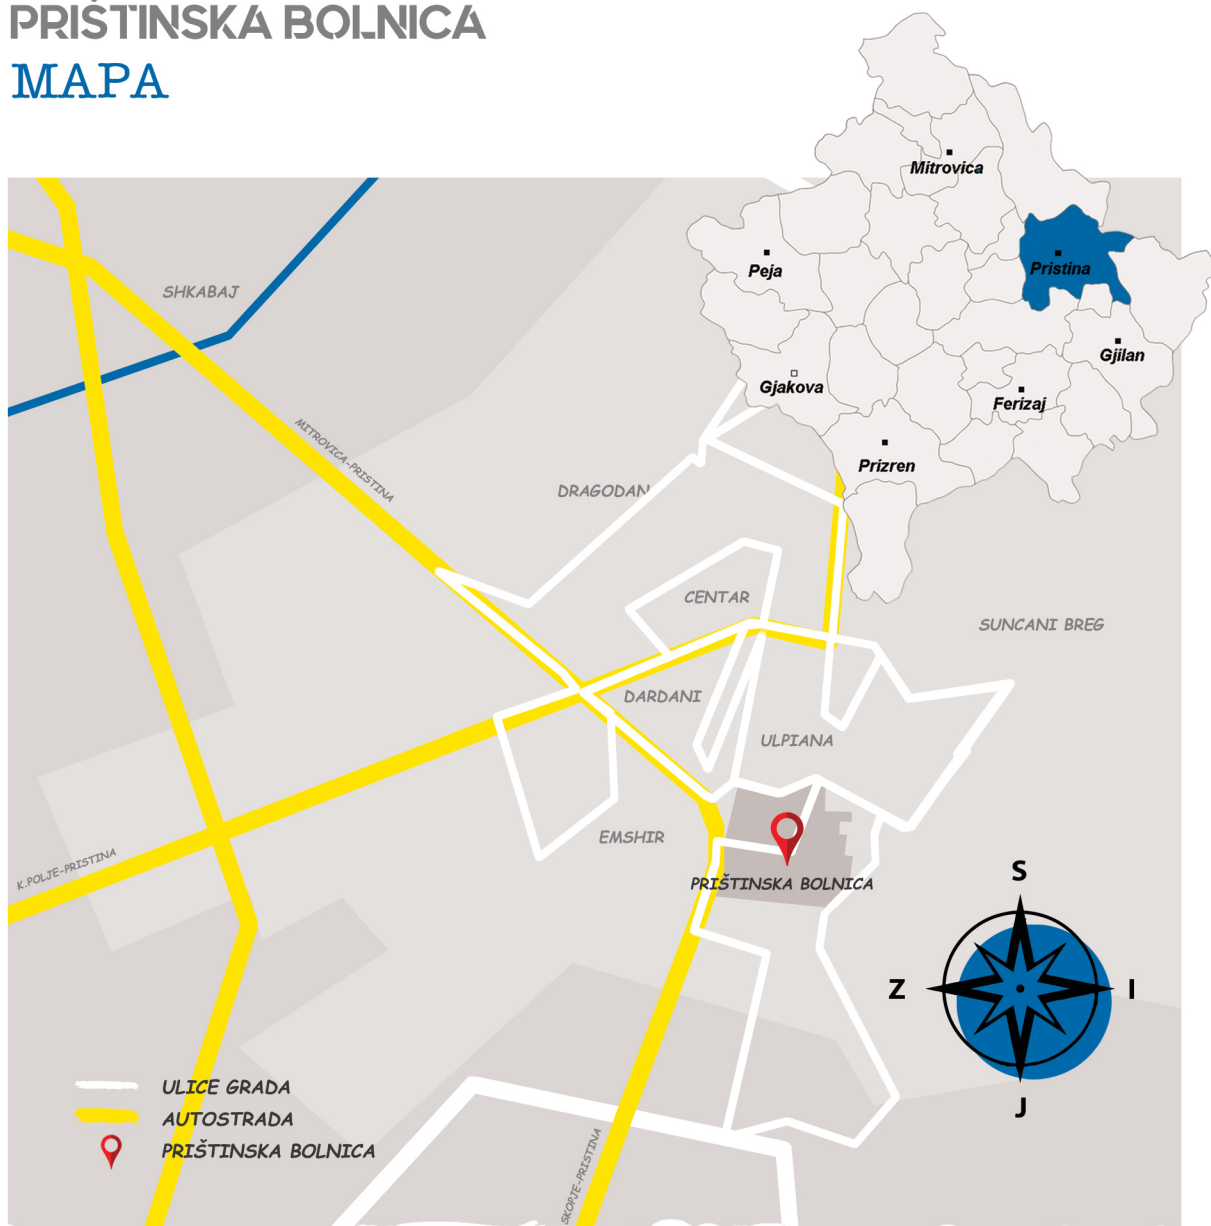 PRIŠTINSKA BOLNICA
MAPA
Mitrovica
Peja
Pristina
Gjilan
Gjakova
Ferizaj
Prizren
SHKABAJ
MITROVICA-PRISTINA
DRAGODAN
CENTAR
SUNCANI BREG
DARDANI
ULPIANA
EMSHIR
K.POLJE-PRISTINA
PRIŠTINSKA BOLNICA
S
Z
I
J
ULICE GRADA
AUTOSTRADA
PRIŠTINSKA BOLNICA
SKOPJE-PRISTINA